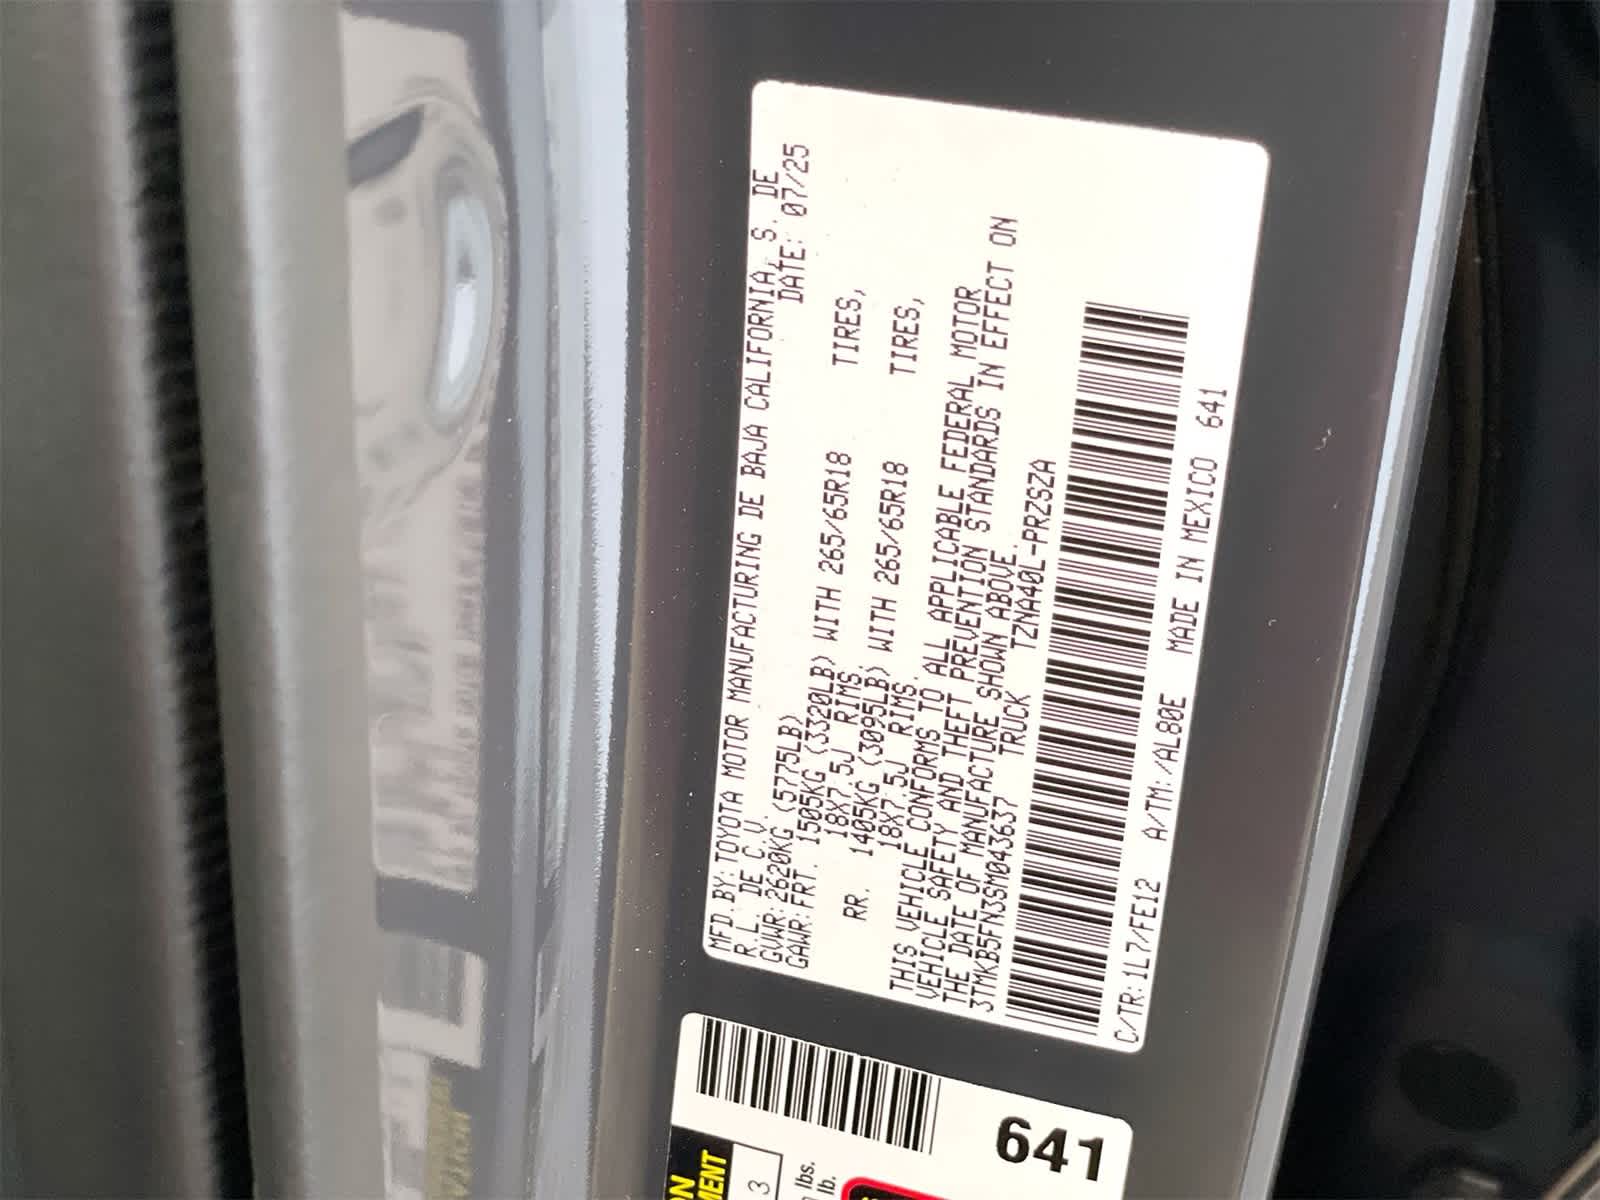 MFD. BY: TOYOTA MOTOR MANUFACTURING DE BAJA CALIFORNIA, S. DE
R. L. DE C. V. DATE: 07/25
GVWR: 2620KG (5775LB)
GAWR: FRT. 1505KG (3320LB) WITH 265/65R18 TIRES,
18X7.5J RIMS
RR. 1405KG (3095LB) WITH 265/65R18 TIRES,
18X7.5J RIMS.
THIS VEHICLE CONFORMS TO ALL APPLICABLE FEDERAL MOTOR
VEHICLE SAFETY AND THEFT PREVENTION STANDARDS IN EFFECT ON
THE DATE OF MANUFACTURE SHOWN ABOVE.
3TMKB5FN3SM043637 TRUCK TZNA40L-PRZSZA
C/TR: 1L7/FE12 A/TM: /AL80E MADE IN MEXICO 641
641
3
lbs.
lb.